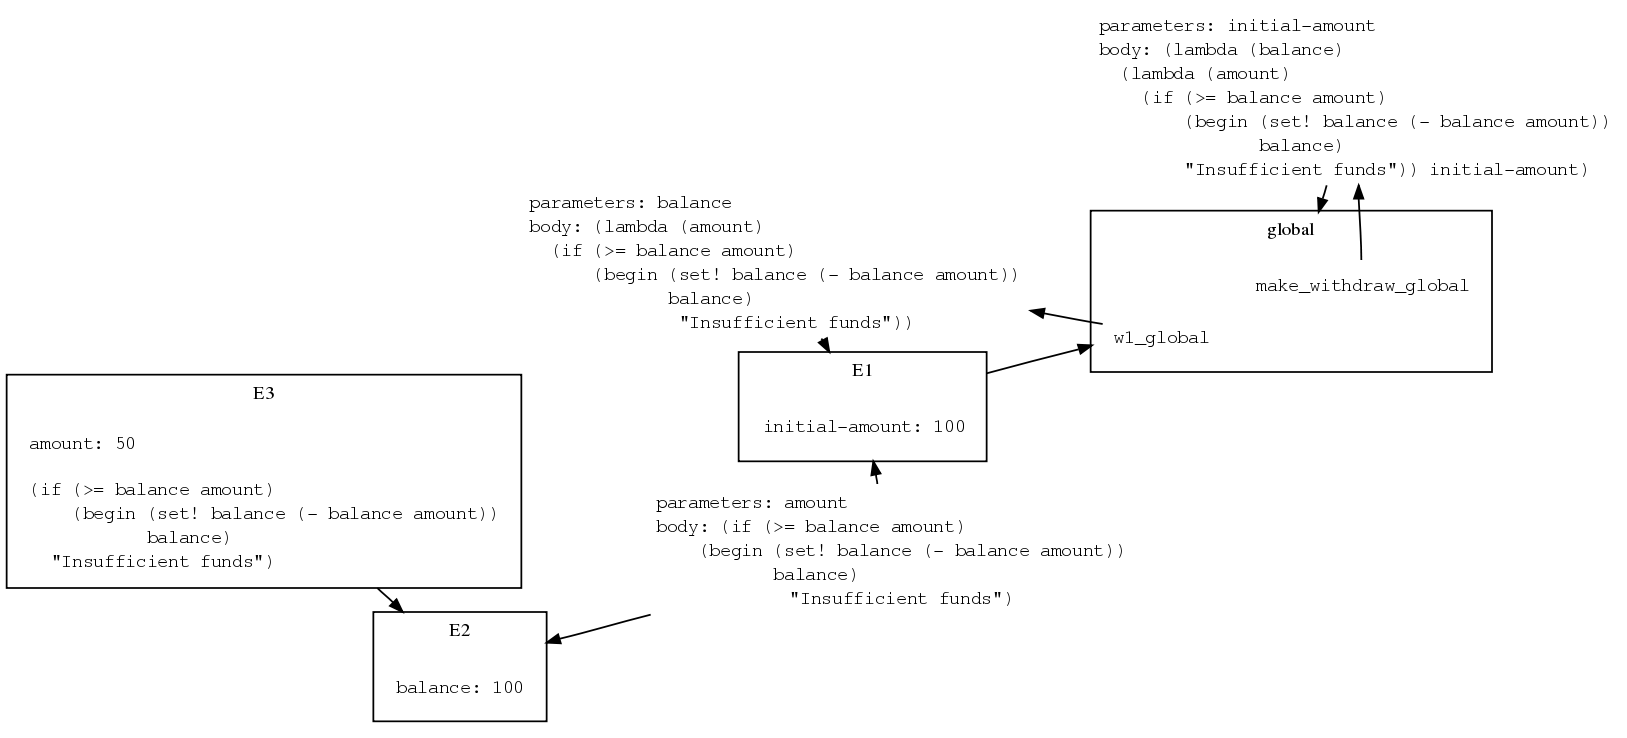 parameters: initial-amount
body: (lambda (balance)
(lambda (amount)
(if (>= balance amount)
(begin (set! balance (- balance amount))
balance)
"Insufficient funds")) initial-amount)
global
make_withdraw_global
w1_global
parameters: balance
body: (lambda (amount)
(if (>= balance amount)
(begin (set! balance (- balance amount))
balance)
"Insufficient funds"))
E1
initial-amount: 100
E3
amount: 50
(if (>= balance amount)
(begin (set! balance (- balance amount))
balance)
"Insufficient funds")
parameters: amount
body: (if (>= balance amount)
(begin (set! balance (- balance amount))
balance)
"Insufficient funds")
E2
balance: 100